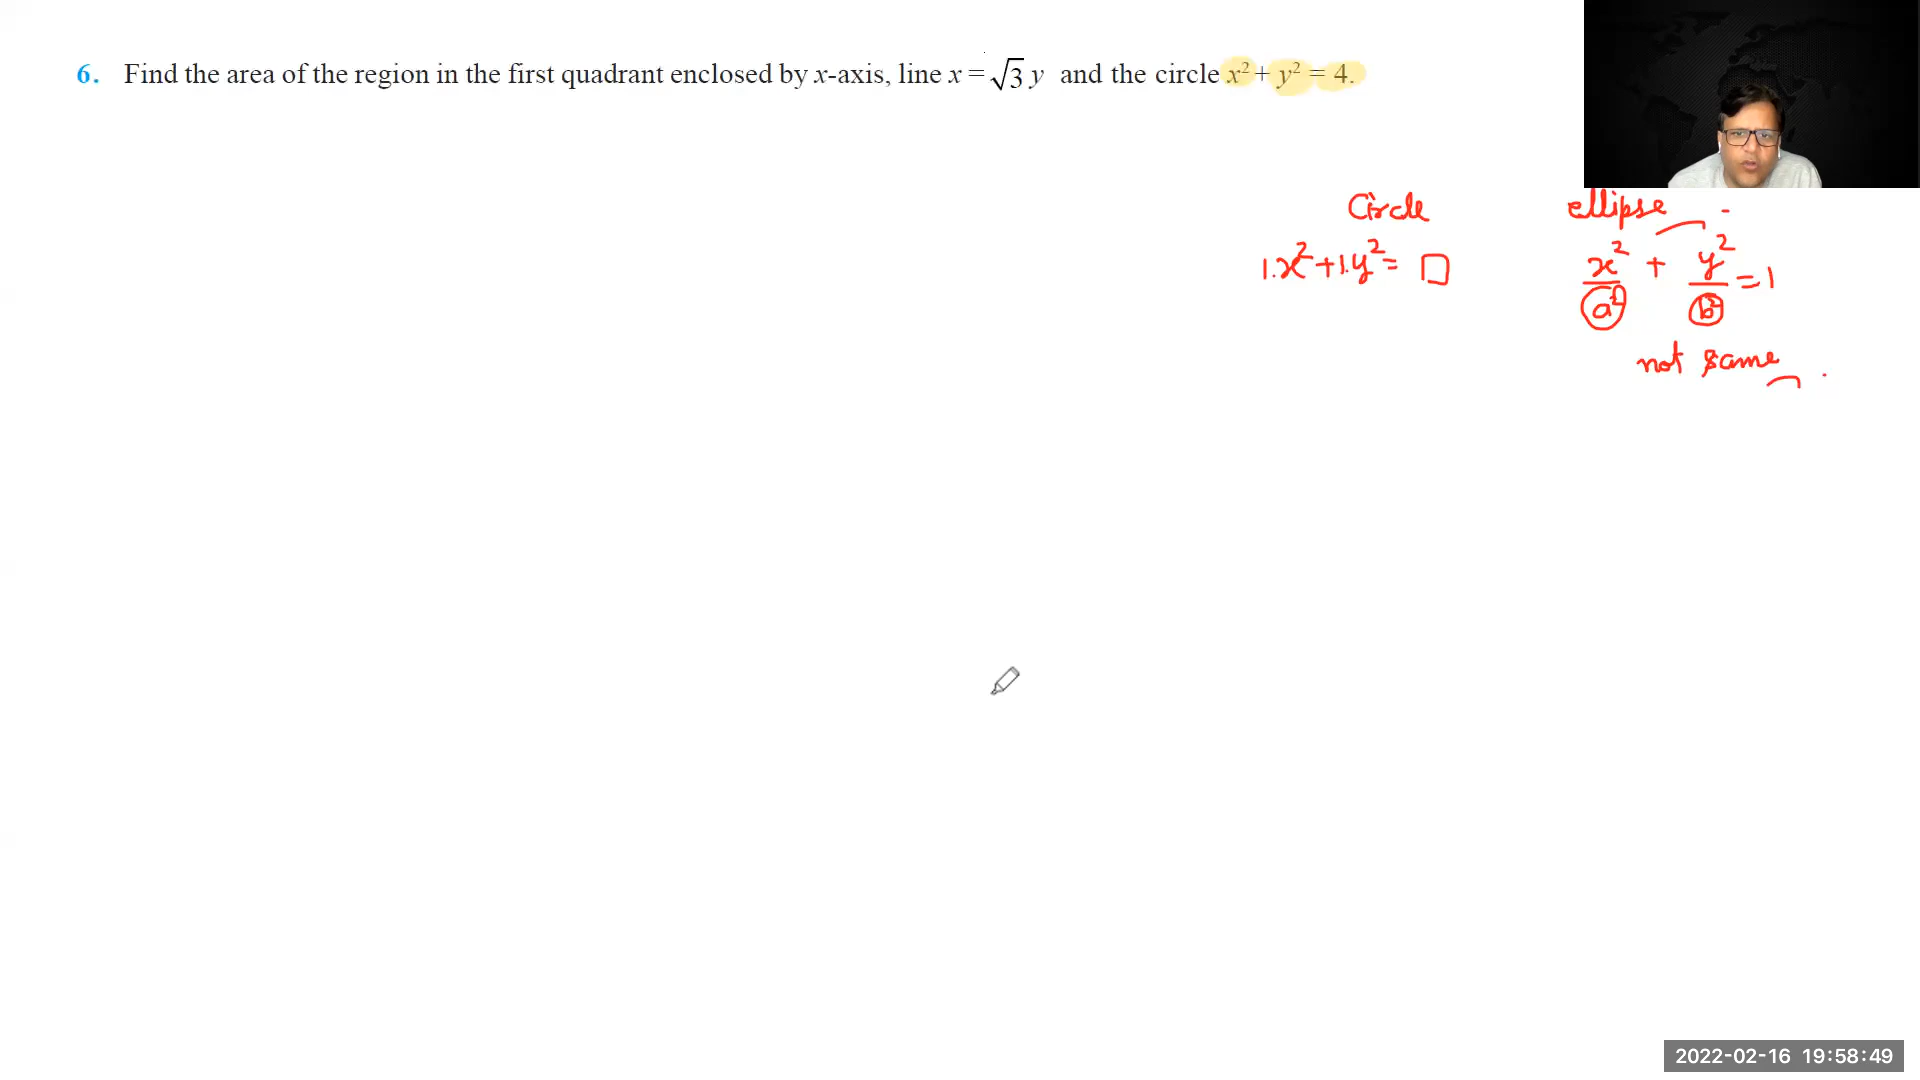 6. Find the area of the region in the first quadrant enclosed by x-axis, line x = √3 y and the circle x² + y² = 4.
Circle ellipse
1.x² + 1.y² = □ x²/a² + y²/b² = 1
not same
2022-02-16 19:58:49